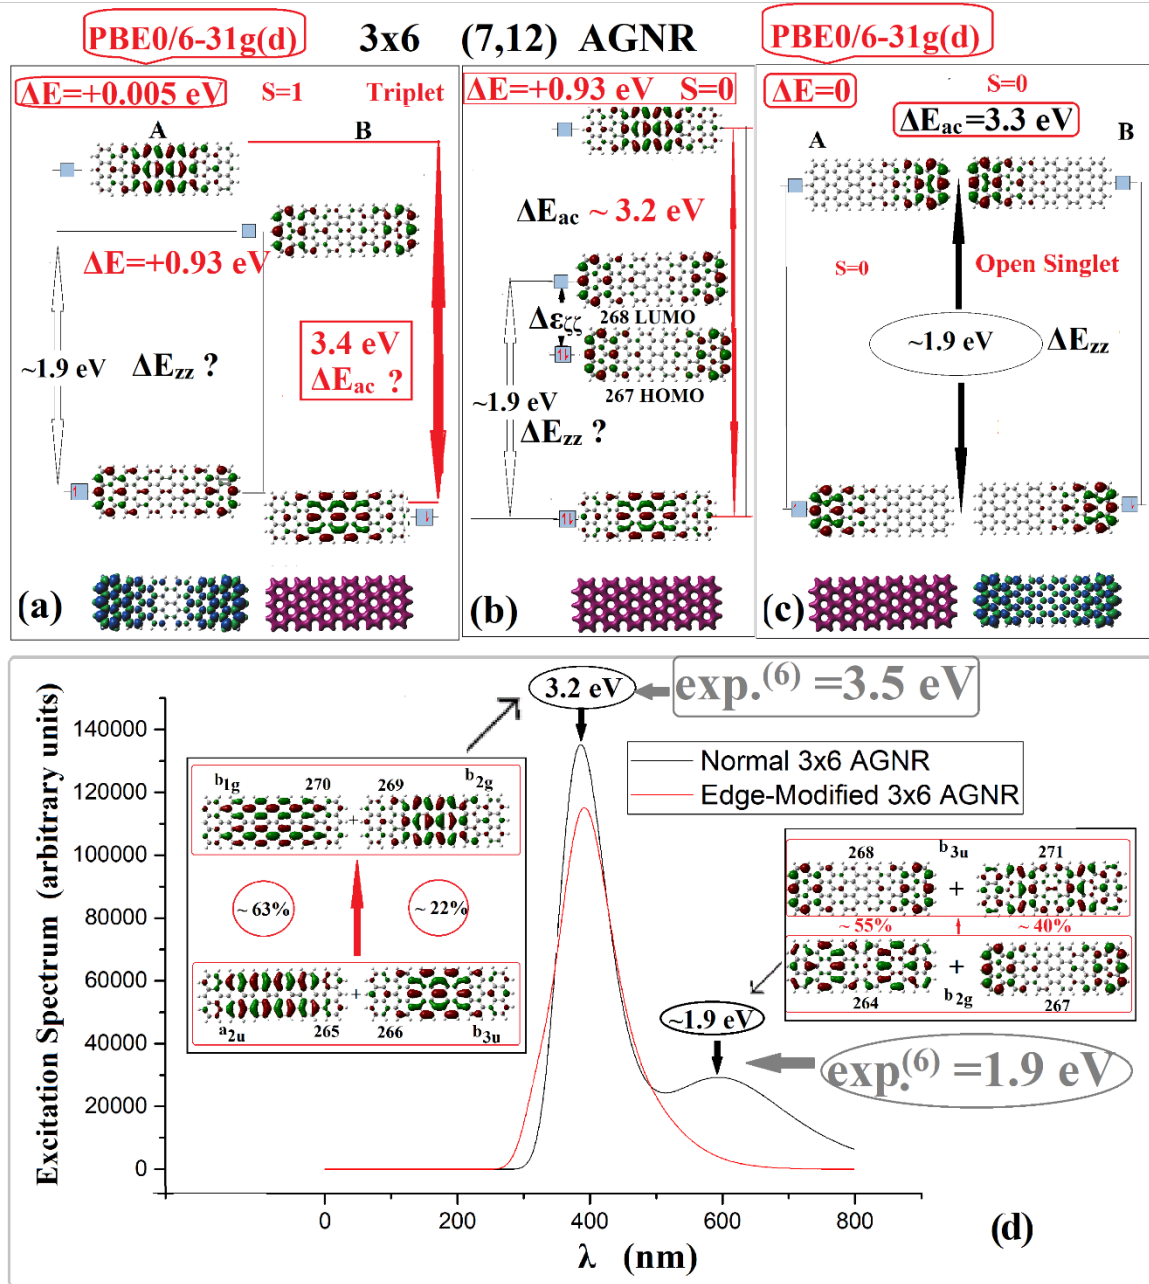 PBE0/6-31g(d) 3x6 (7,12) AGNR PBE0/6-31g(d)
ΔE=+0.005 eV S=1 Triplet
A B
ΔE=+0.93 eV
~1.9 eV ΔEzz ?
3.4 eV
ΔEac ?
(a)
ΔE=+0.93 eV S=0
ΔEac ~ 3.2 eV
268 LUMO
Δεζζ
267 HOMO
~1.9 eV
ΔEzz ?
(b)
ΔE=0 S=0
ΔEac=3.3 eV
A B
S=0 Open Singlet
~1.9 eV ΔEzz
(c)
3.2 eV exp.(6) =3.5 eV
Excitation Spectrum (arbitrary units)
140000
120000
100000
80000
60000
40000
20000
0
Normal 3x6 AGNR
Edge-Modified 3x6 AGNR
b1g 270 269 b2g
+
~ 63% ~ 22%
+
a2u 265 266 b3u
268 b3u 271
+
~ 55% ~ 40%
+
264 b2g 267
~1.9 eV
exp.(6) =1.9 eV
0 200 400 600 800
λ (nm)
(d)